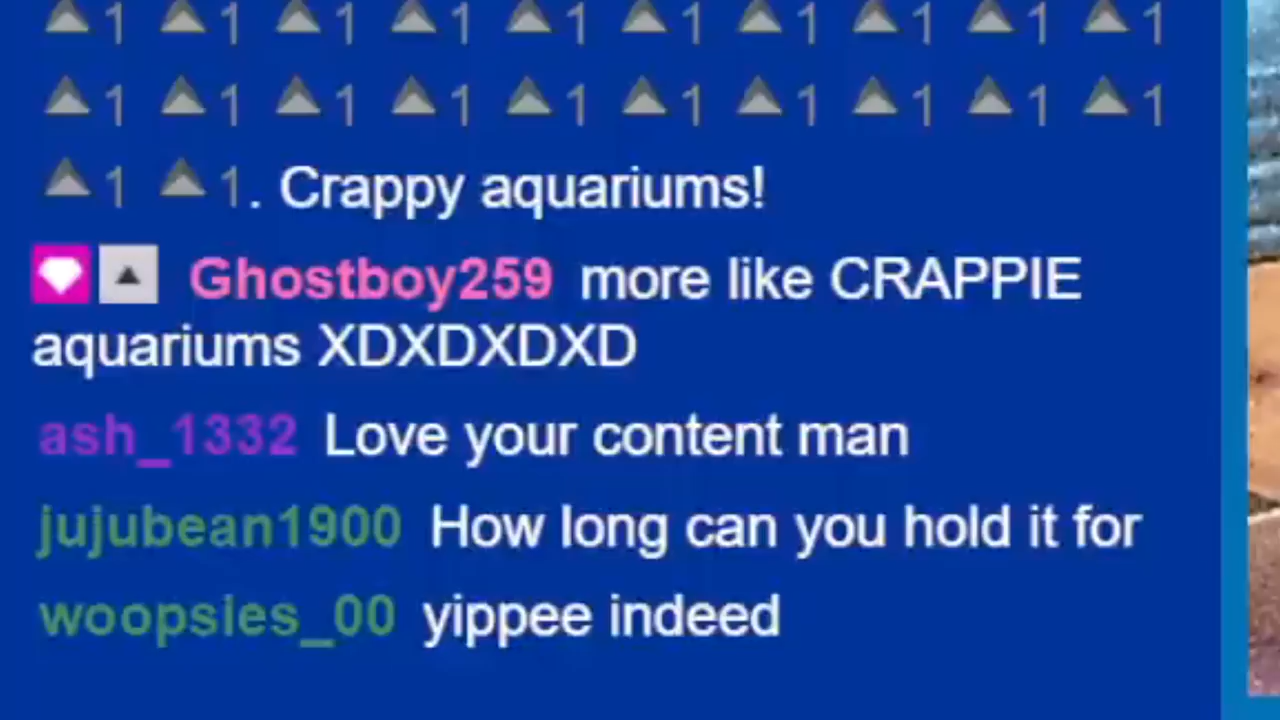 1 1 1 1 1 1 1 1 1 1
1 1 1 1 1 1 1 1 1 1
1 1. Crappy aquariums!
Ghostboy259 more like CRAPPIE
aquariums XDXDXDXD
ash_1332 Love your content man
jujubean1900 How long can you hold it for
woopsies_00 yippee indeed